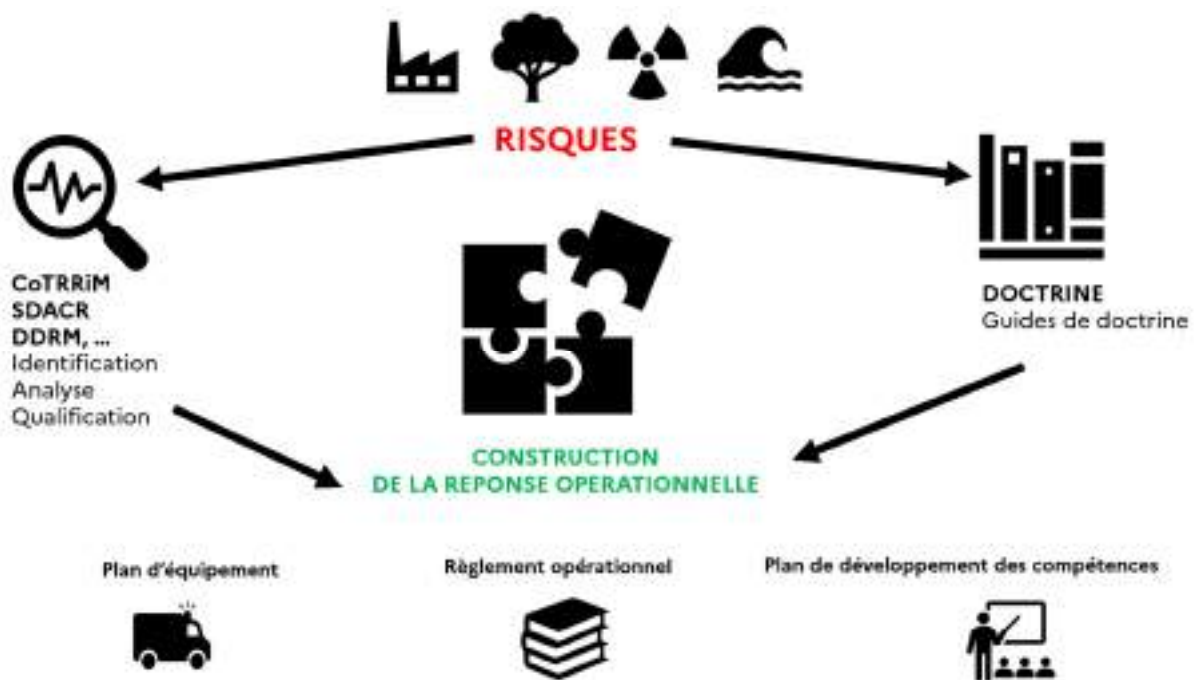 RISQUES
CoTRRiM
SDACR
DDRM, ...
Identification
Analyse
Qualification
DOCTRINE
Guides de doctrine
CONSTRUCTION
DE LA REPONSE OPERATIONNELLE
Plan d'équipement
Règlement opérationnel
Plan de développement des compétences